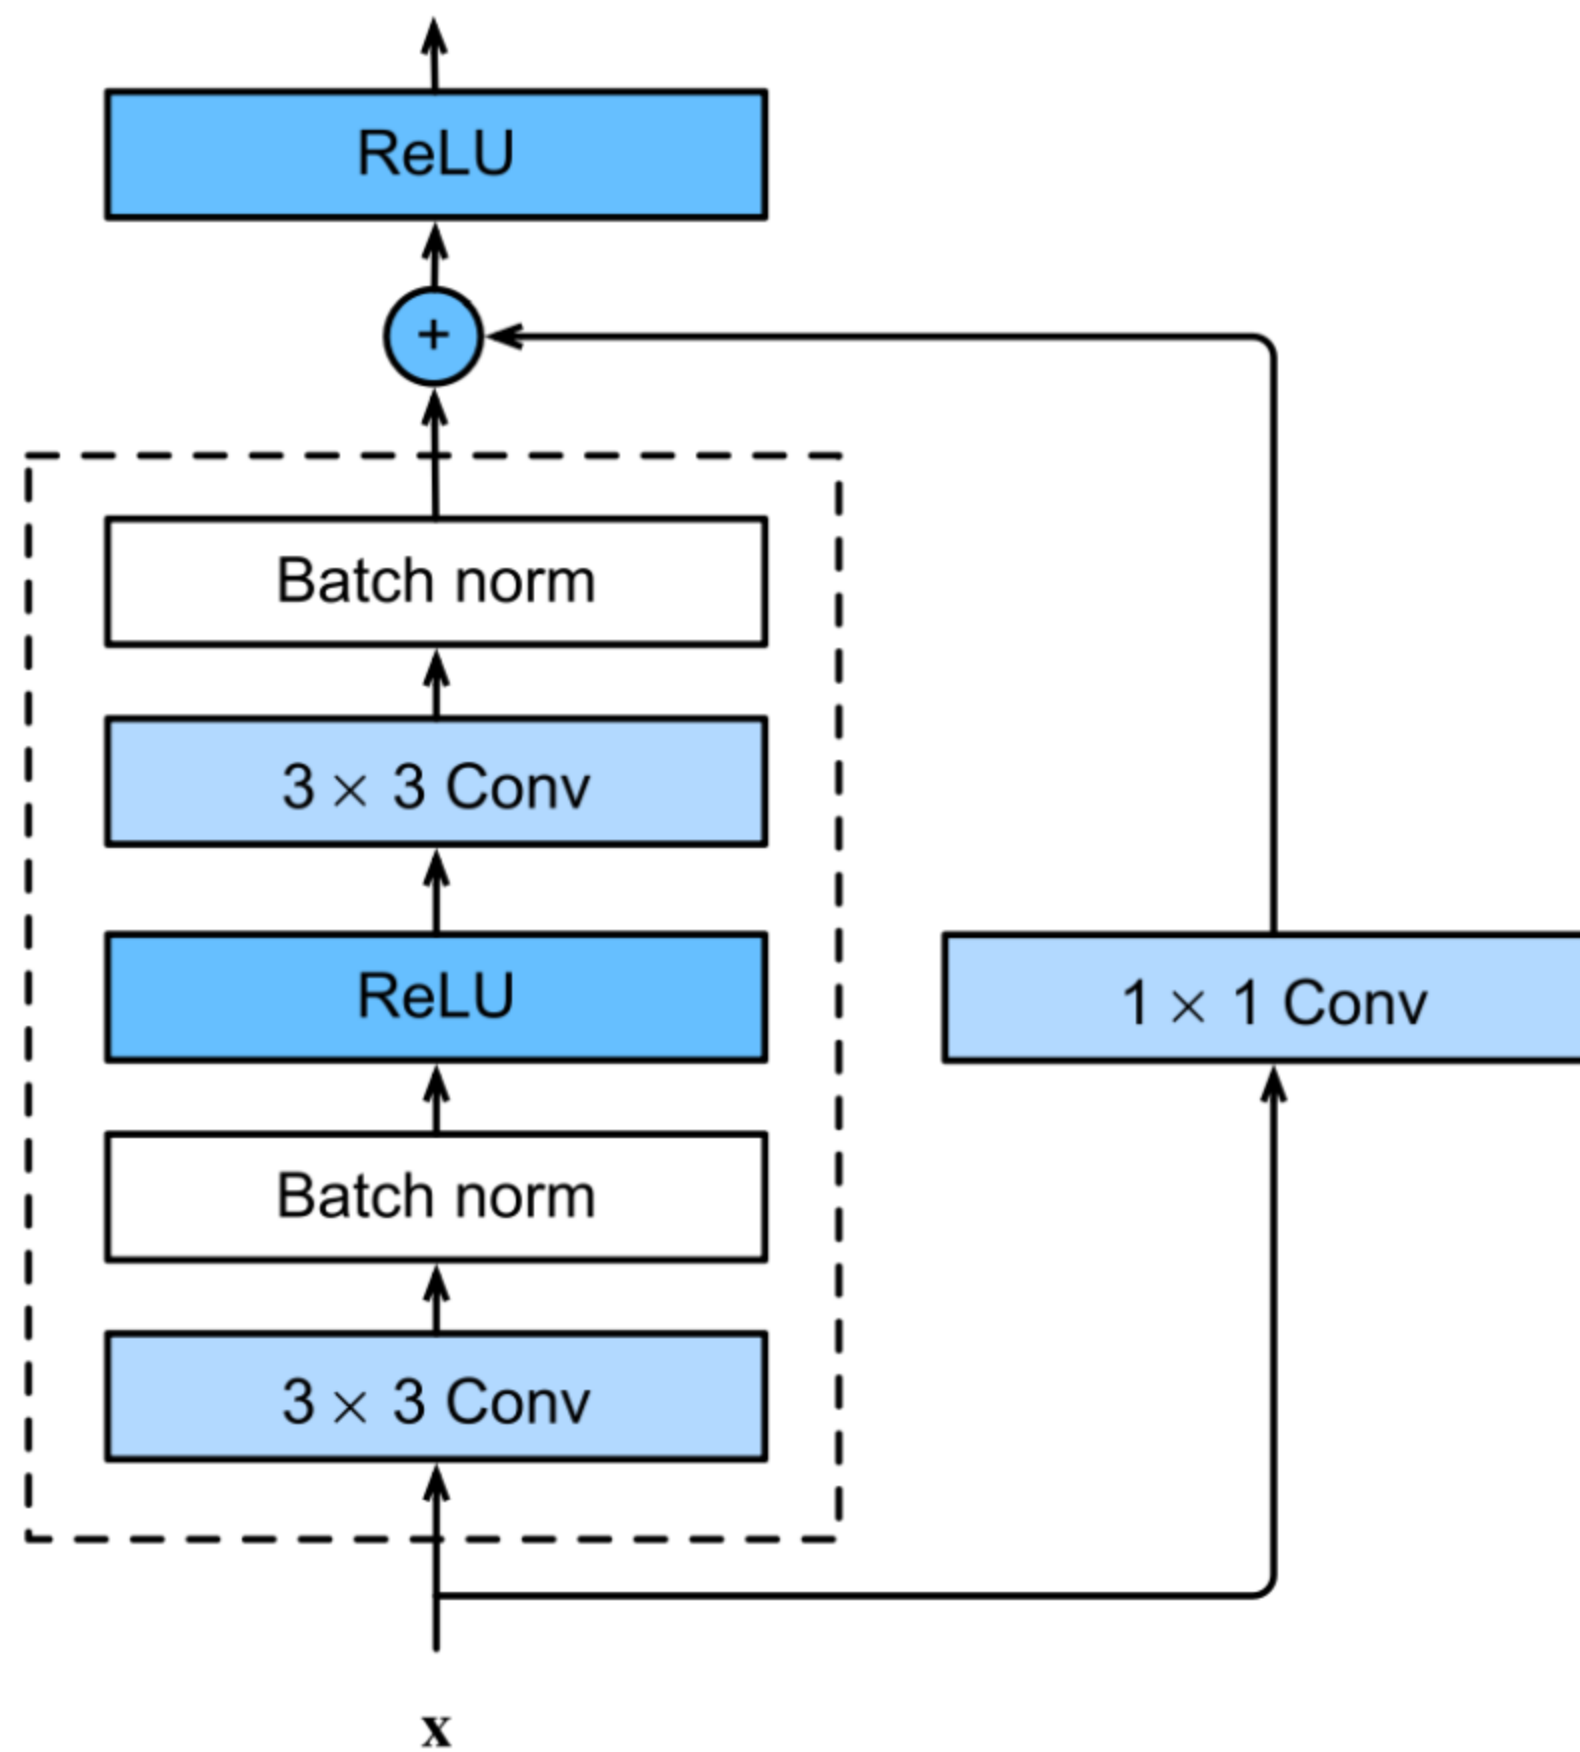 ReLU
+
Batch norm
3 × 3 Conv
ReLU
1 × 1 Conv
Batch norm
3 × 3 Conv
x